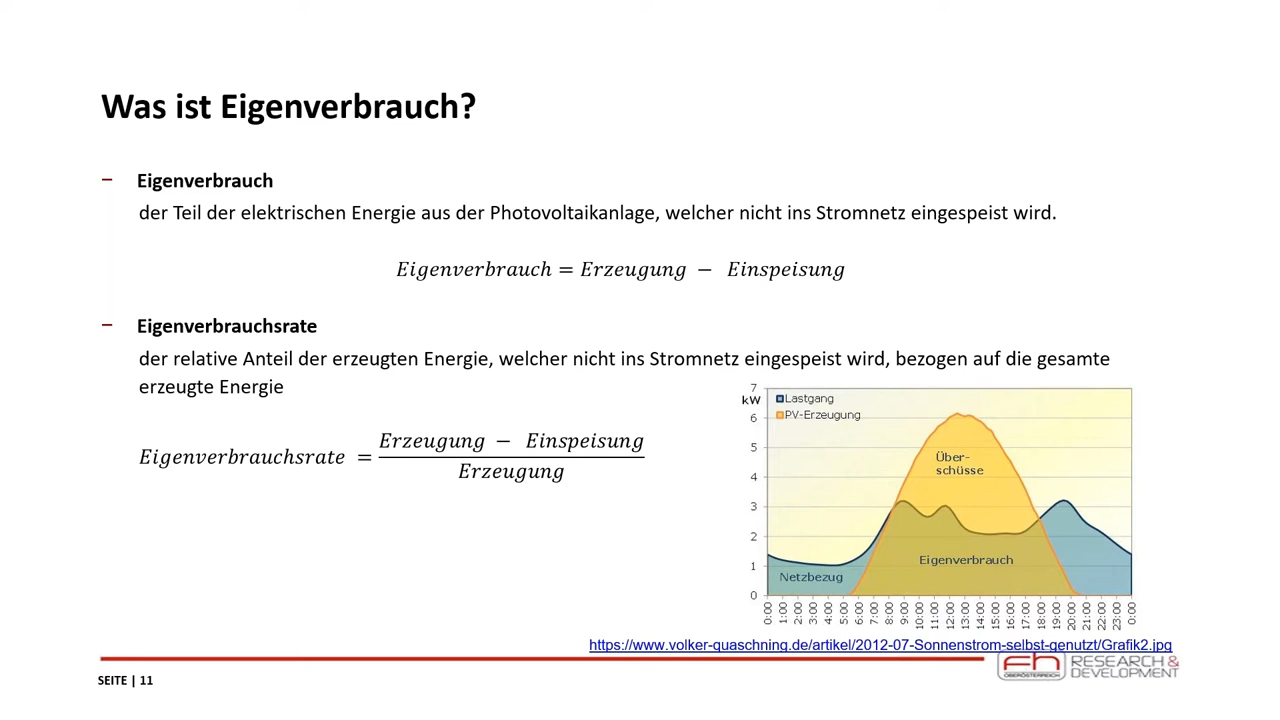 Was ist Eigenverbrauch?
– Eigenverbrauch
der Teil der elektrischen Energie aus der Photovoltaikanlage, welcher nicht ins Stromnetz eingespeist wird.
Eigenverbrauch = Erzeugung − Einspeisung
– Eigenverbrauchsrate
der relative Anteil der erzeugten Energie, welcher nicht ins Stromnetz eingespeist wird, bezogen auf die gesamte
erzeugte Energie
Eigenverbrauchsrate =
Erzeugung − Einspeisung
Erzeugung
7
kW
6
5
4
3
2
1
0
Lastgang
PV-Erzeugung
Über-
schüsse
Eigenverbrauch
Netzbezug
0:00 1:00 2:00 3:00 4:00 5:00 6:00 7:00 8:00 9:00 10:00 11:00 12:00 13:00 14:00 15:00 16:00 17:00 18:00 19:00 20:00 21:00 22:00 23:00 0:00
https://www.volker-quaschning.de/artikel/2012-07-Sonnenstrom-selbst-genutzt/Grafik2.jpg
SEITE | 11
fh
OBERÖSTERREICH
RESEARCH &
DEVELOPMENT